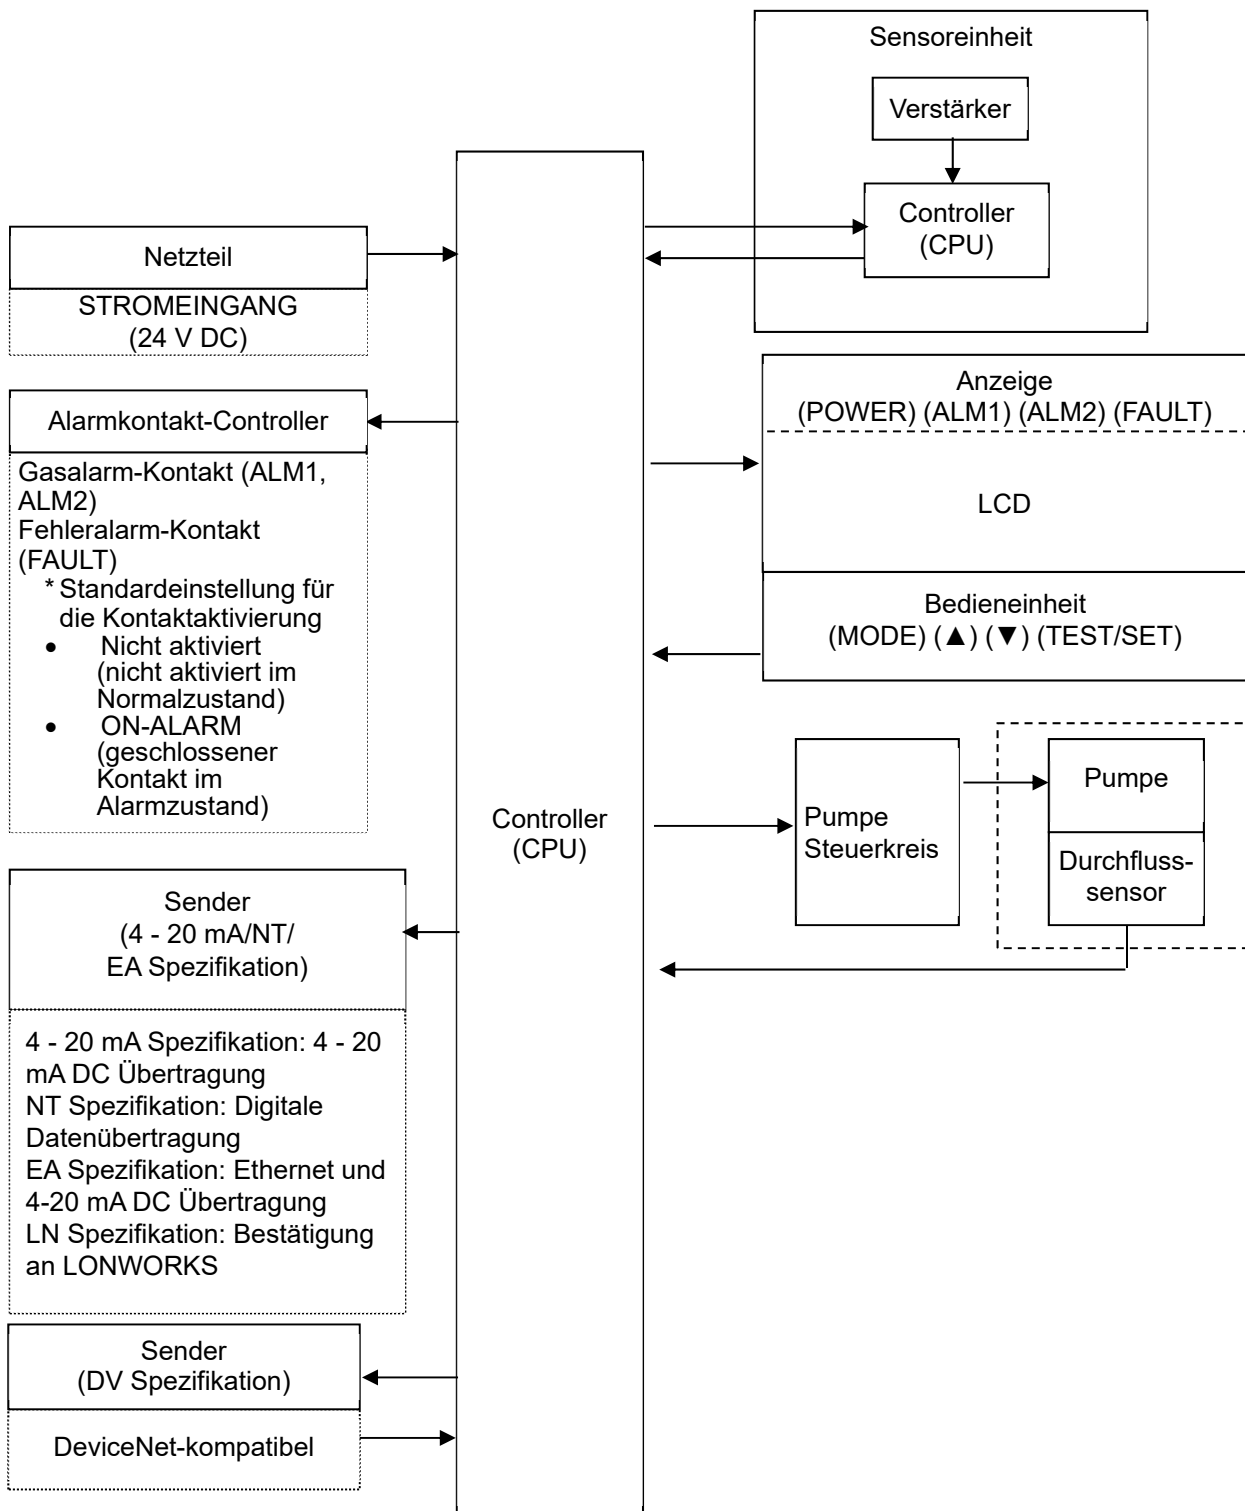 Sensoreinheit
Verstärker
Controller
(CPU)
Netzteil
STROMEINGANG
(24 V DC)
Anzeige
(POWER) (ALM1) (ALM2) (FAULT)
LCD
Bedieneinheit
(MODE) (▲) (▼) (TEST/SET)
Alarmkontakt-Controller
Gasalarm-Kontakt (ALM1,
ALM2)
Fehleralarm-Kontakt
(FAULT)
* Standardeinstellung für
die Kontaktaktivierung
• Nicht aktiviert
(nicht aktiviert im
Normalzustand)
• ON-ALARM
(geschlossener
Kontakt im
Alarmzustand)
Controller
(CPU)
Pumpe
Steuerkreis
Pumpe
Durchfluss-
sensor
Sender
(4 - 20 mA/NT/
EA Spezifikation)
4 - 20 mA Spezifikation: 4 - 20
mA DC Übertragung
NT Spezifikation: Digitale
Datenübertragung
EA Spezifikation: Ethernet und
4-20 mA DC Übertragung
LN Spezifikation: Bestätigung
an LONWORKS
Sender
(DV Spezifikation)
DeviceNet-kompatibel